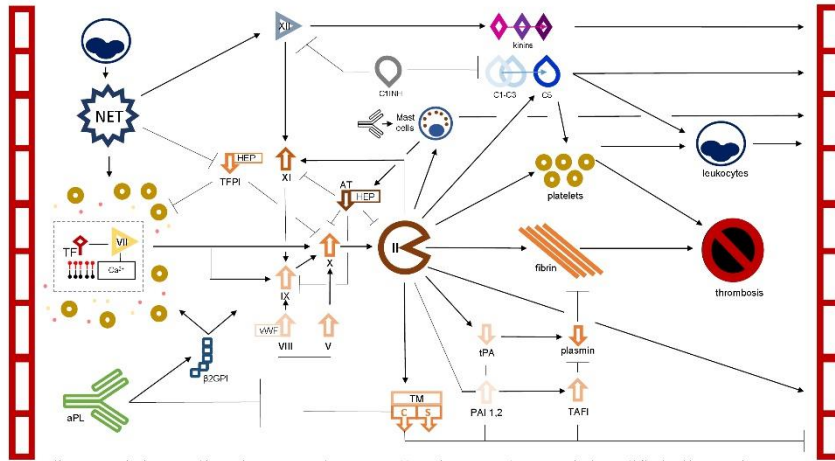 XII
kinins
NET
C1INH
C1-C3
C5
Mast
cells
HEP
TFPI
XI
AT
HEP
leukocytes
platelets
TF
VII
Ca²⁺
X
II
fibrin
thrombosis
IX
vWF
VIII
V
β2GPI
tPA
plasmin
aPL
TM
C
S
PAI 1,2
TAFI